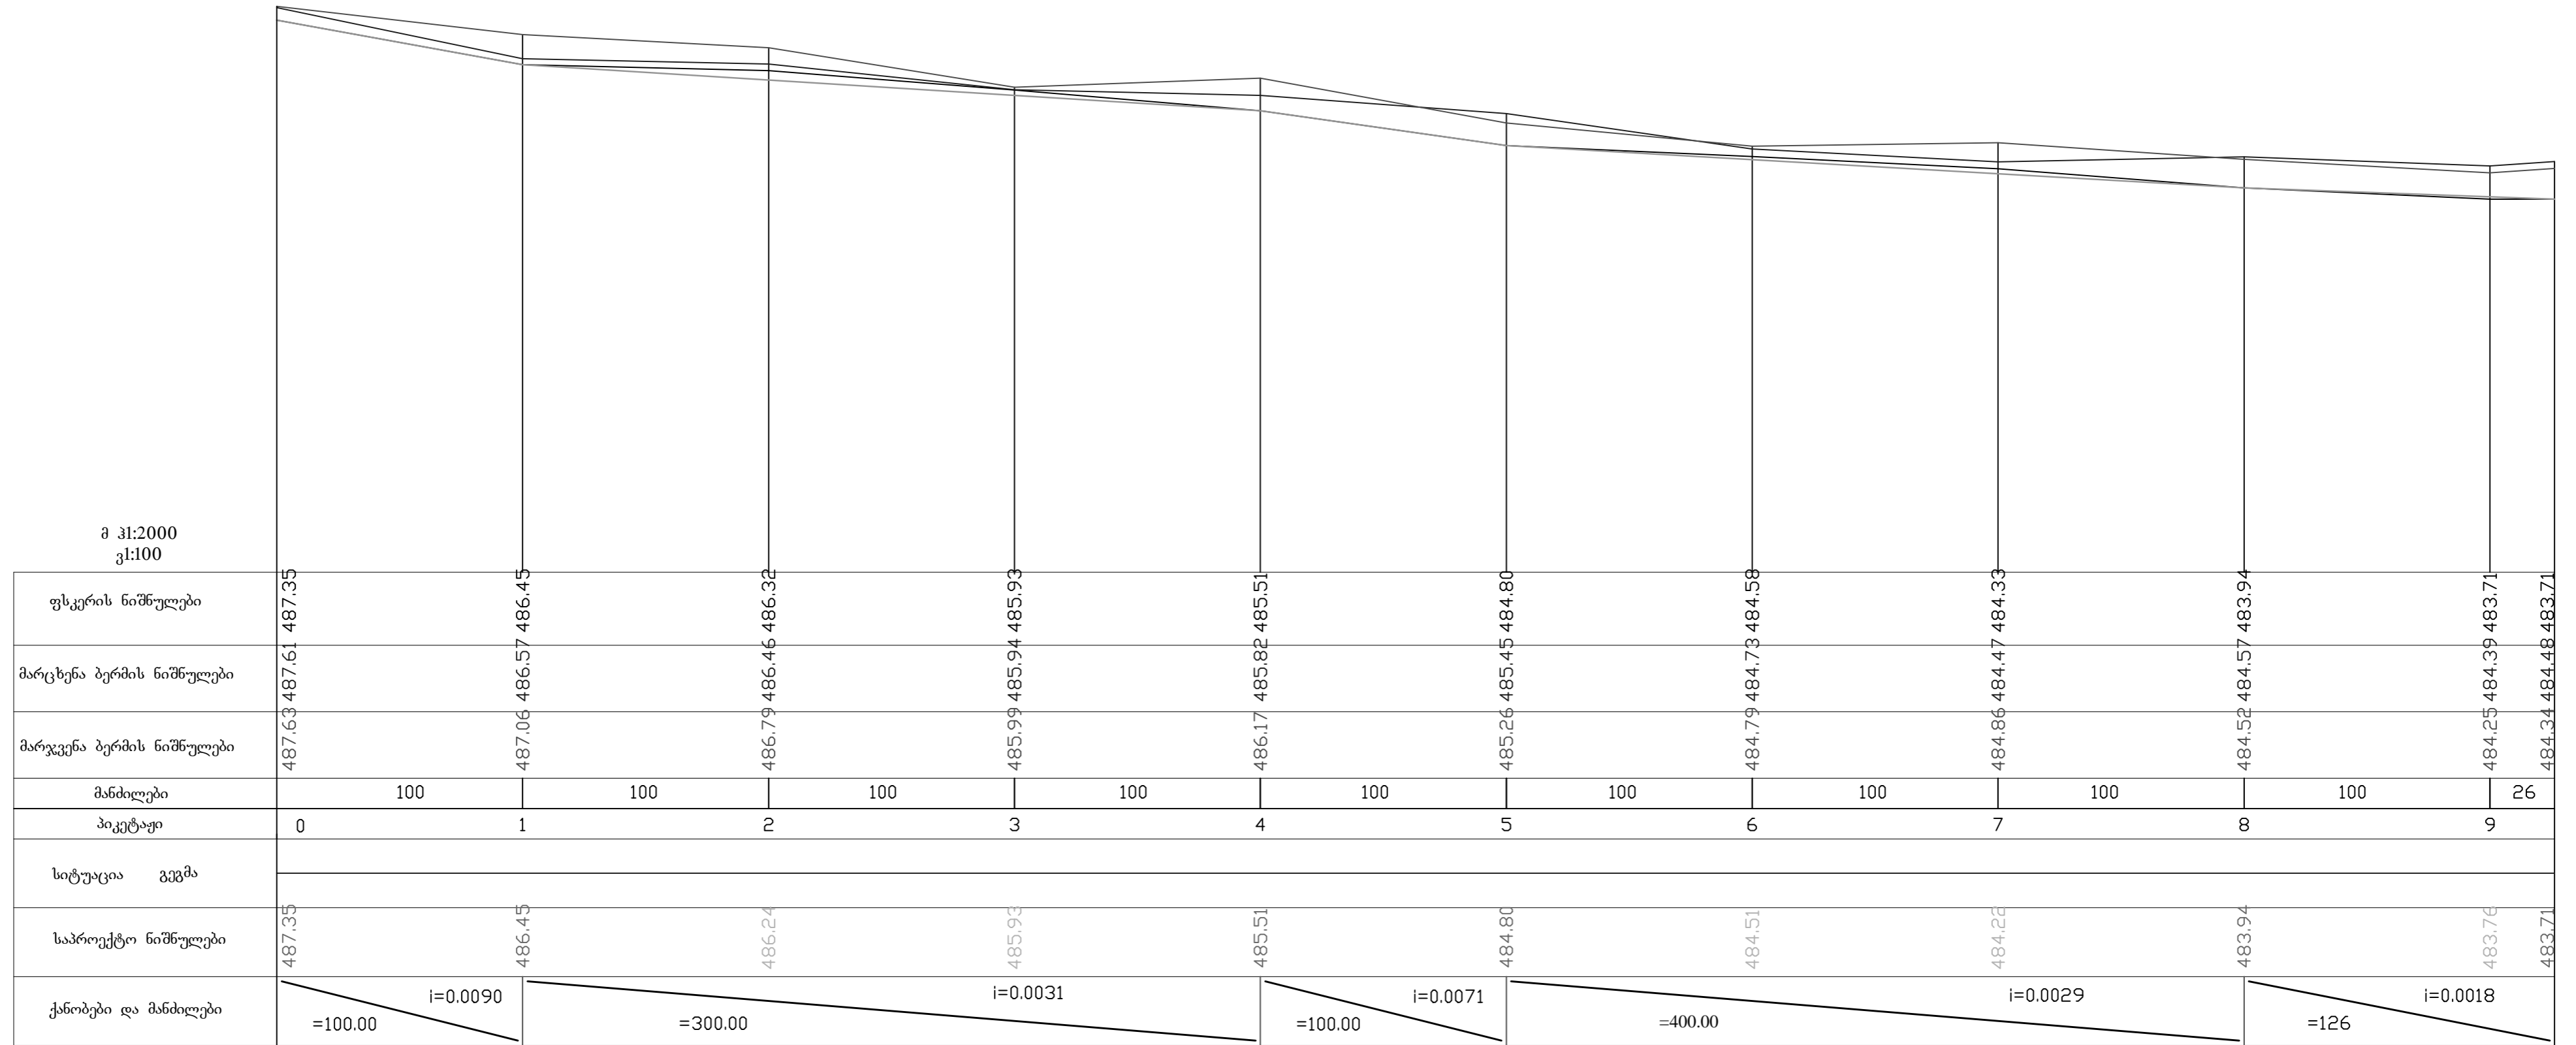 მ ჰ1:2000
ვ1:100
ფსკერის ნიშნულები 487.35 486.45 486.32 485.93 485.51 484.80 484.58 484.33 483.94 483.71 483.71
მარცხენა ბერმის ნიშნულები 487.61 486.57 486.46 485.94 485.82 485.45 484.73 484.47 484.57 484.39 484.48
მარჯვენა ბერმის ნიშნულები 487.63 487.06 486.79 485.99 486.17 485.26 484.79 484.86 484.52 484.25 484.34
მანძილები 100 100 100 100 100 100 100 100 100 26
პიკეტაჟი 0 1 2 3 4 5 6 7 8 9
სიტუაცია გეგმა
საპროექტო ნიშნულები 487.35 486.45 486.24 485.93 485.51 484.80 484.51 484.22 483.94 483.76 483.71
ქანობები და მანძილები i=0.0090 i=0.0031 i=0.0071 i=0.0029 i=0.0018
=100.00 =300.00 =100.00 =400.00 =126